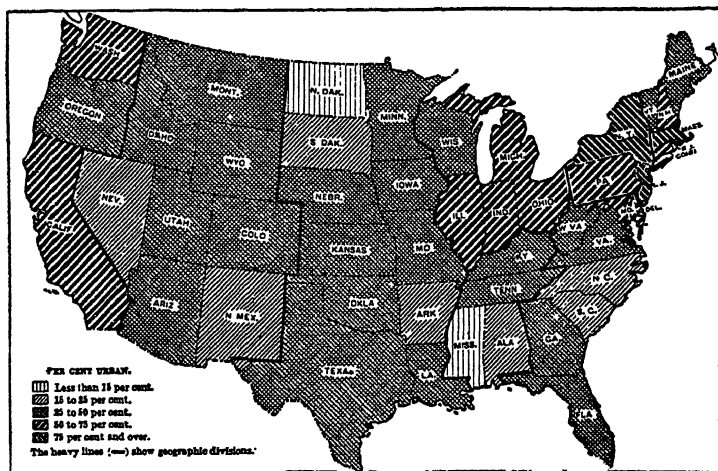 WASH.
MONT.
N. DAK.
MINN.
MAINE
OREGON
IDAHO
S. DAK.
WIS
MICH.
N.Y.
VT.
N.H.
MASS.
R.I.
CONN.
WYO.
NEV.
UTAH
COLO.
NEBR.
IOWA
ILL.
IND.
OHIO
PA.
N.J.
DEL.
MD.
CALIF.
KANSAS
MO.
KY.
W VA.
VA.
ARIZ
N MEX.
OKLA
ARK.
TENN.
N C.
S. C.
TEXAS
LA.
MISS.
ALA
GA.
FLA
PER CENT URBAN.
Less than 15 per cent.
15 to 25 per cent.
25 to 50 per cent.
50 to 75 per cent.
75 per cent and over.
The heavy lines (━) show geographic divisions.